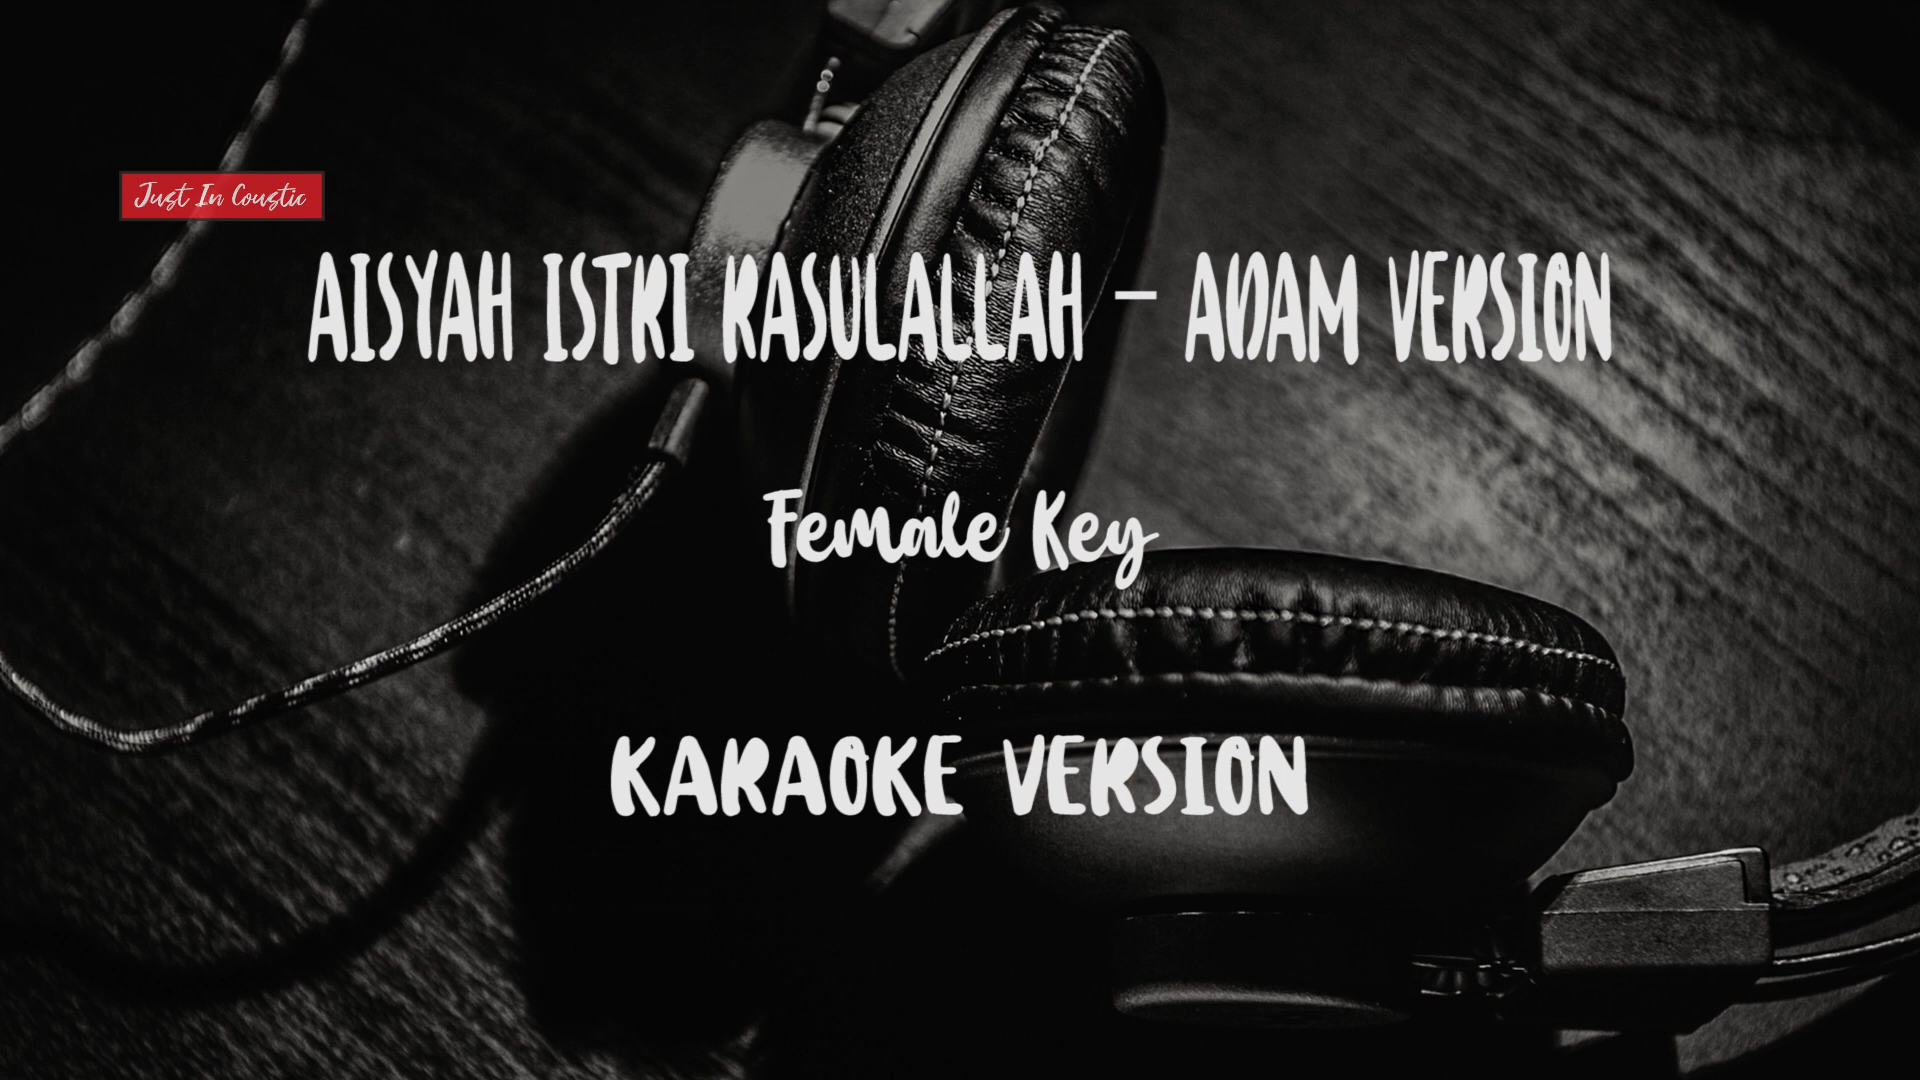 Just In Coustic
AISYAH ISTRI RASULALLAH - ADAM VERSION
Female Key
KARAOKE VERSION